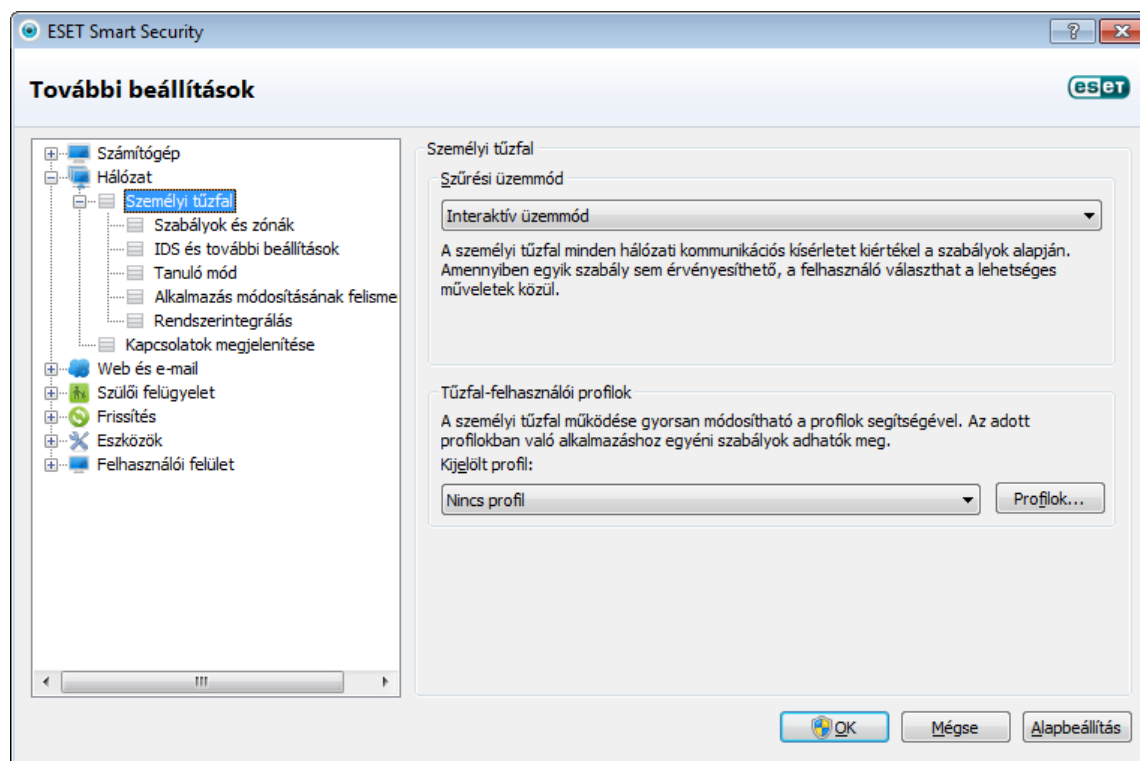 ESET Smart Security
További beállítások
eset
Számítógép
Hálózat
Személyi tűzfal
Szabályok és zónák
IDS és további beállítások
Tanuló mód
Alkalmazás módosításának felisme
Rendszerintegrálás
Kapcsolatok megjelenítése
Web és e-mail
Szülői felügyelet
Frissítés
Eszközök
Felhasználói felület
Személyi tűzfal
Szűrési üzemmód
Interaktív üzemmód
A személyi tűzfal minden hálózati kommunikációs kísérletet kiértékel a szabályok alapján.
Amennyiben egyik szabály sem érvényesíthető, a felhasználó választhat a lehetséges
műveletek közül.
Tűzfal-felhasználói profilok
A személyi tűzfal működése gyorsan módosítható a profilok segítségével. Az adott
profilokban való alkalmazáshoz egyéni szabályok adhatók meg.
Kijelölt profil:
Nincs profil
Profilok...
OK
Mégse
Alapbeállítás